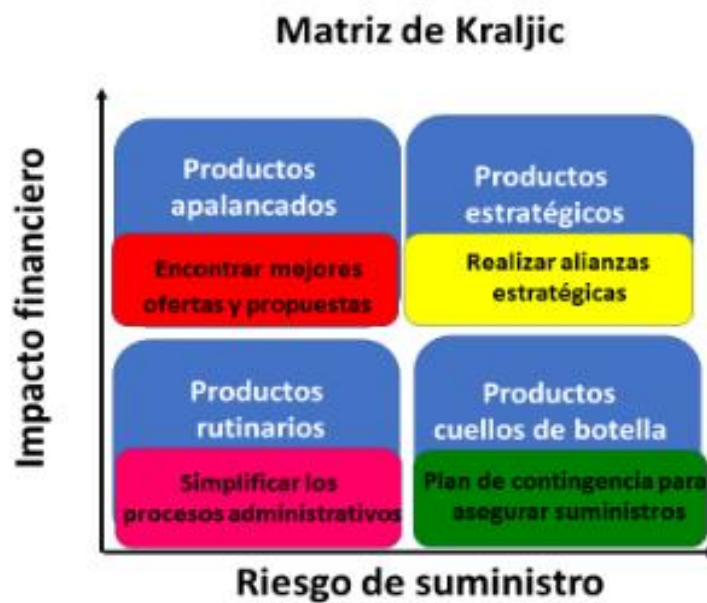 Matriz de Kraljic
Impacto financiero
Productos
apalancados
Encontrar mejores
ofertas y propuestas
Productos
estratégicos
Realizar alianzas
estratégicas
Productos
rutinarios
Simplificar los
procesos administrativos
Productos
cuellos de botella
Plan de contingencia para
asegurar suministros
Riesgo de suministro